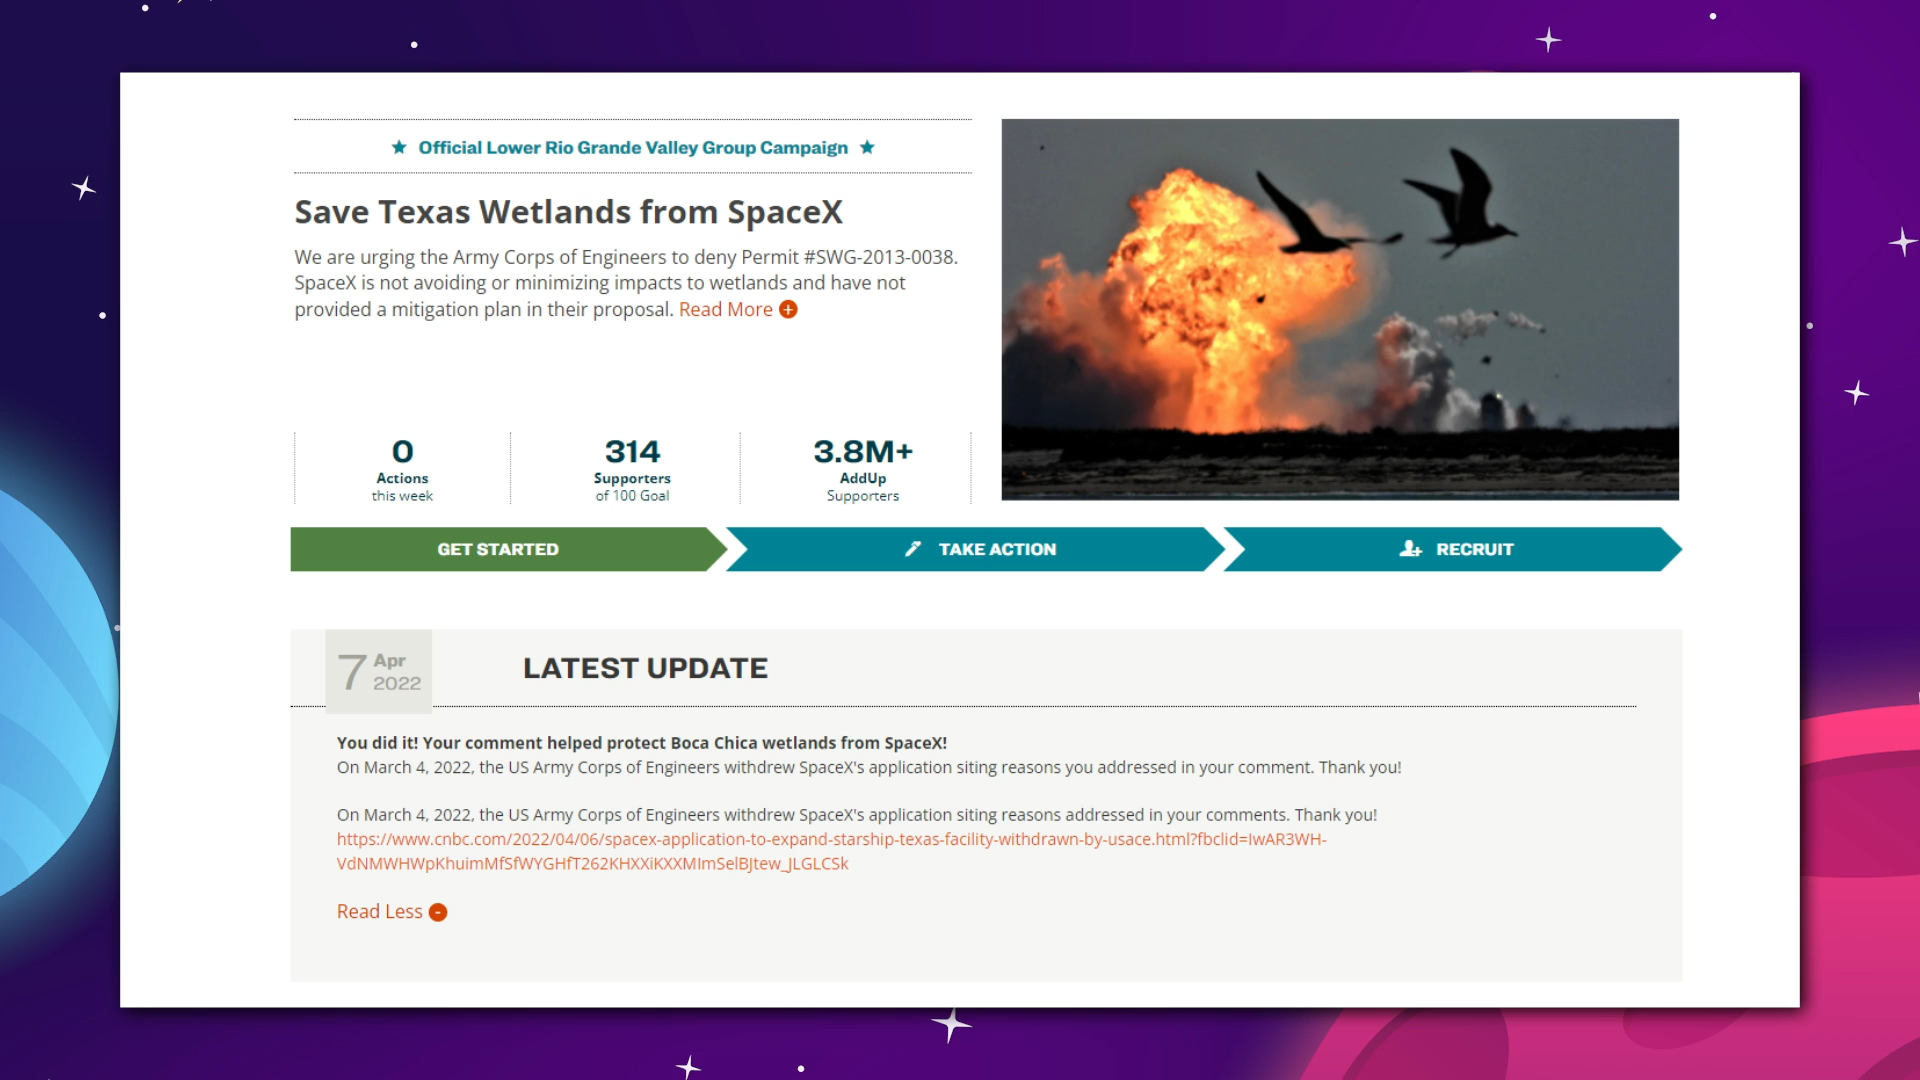 Official Lower Rio Grande Valley Group Campaign
Save Texas Wetlands from SpaceX
We are urging the Army Corps of Engineers to deny Permit #SWG-2013-0038.
SpaceX is not avoiding or minimizing impacts to wetlands and have not
provided a mitigation plan in their proposal. Read More +
0
Actions
this week
314
Supporters
of 100 Goal
3.8M+
AddUp
Supporters
GET STARTED
TAKE ACTION
RECRUIT
7 Apr
2022
LATEST UPDATE
You did it! Your comment helped protect Boca Chica wetlands from SpaceX!
On March 4, 2022, the US Army Corps of Engineers withdrew SpaceX's application siting reasons you addressed in your comment. Thank you!
On March 4, 2022, the US Army Corps of Engineers withdrew SpaceX's application siting reasons addressed in your comments. Thank you!
https://www.cnbc.com/2022/04/06/spacex-application-to-expand-starship-texas-facility-withdrawn-by-usace.html?fbclid=IwAR3WH-
VdNMWHWpKhuimMfSfWYGHfT262KHXXiKXXMImSelBJtew_JLGLCSk
Read Less -